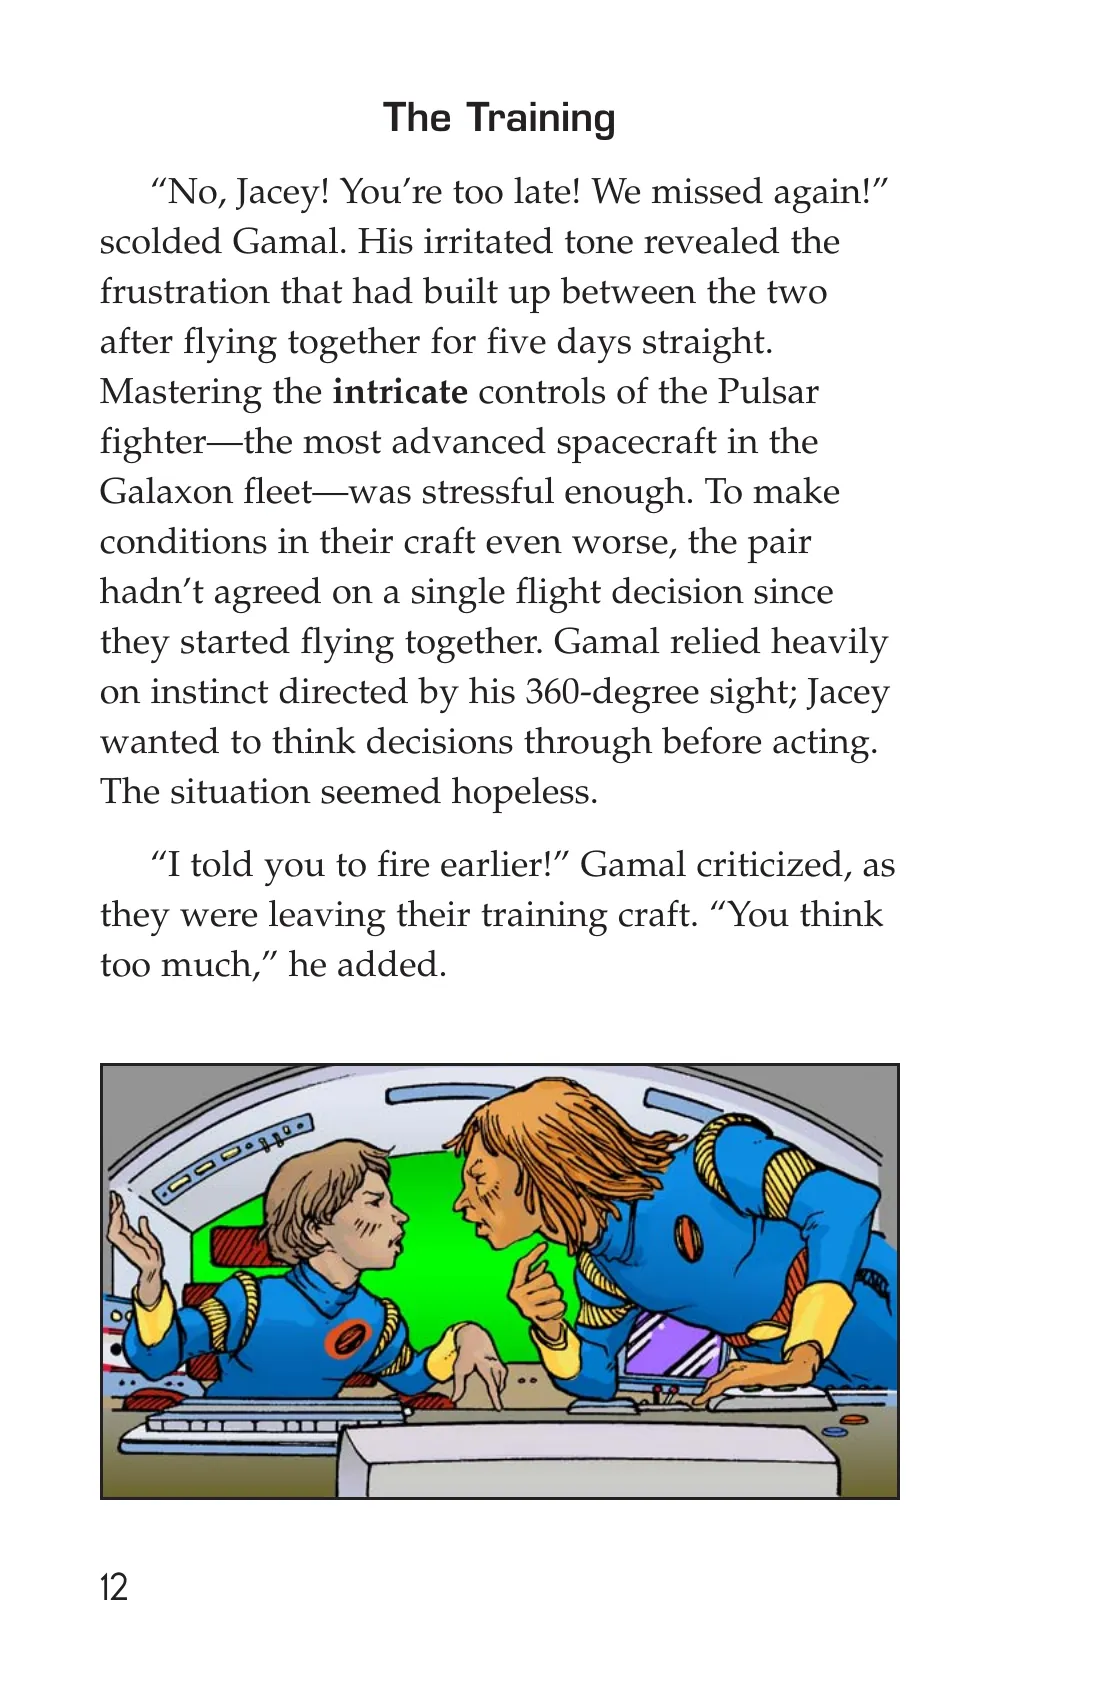 The Training
“No, Jacey! You’re too late! We missed again!”
scolded Gamal. His irritated tone revealed the
frustration that had built up between the two
after flying together for five days straight.
Mastering the intricate controls of the Pulsar
fighter—the most advanced spacecraft in the
Galaxon fleet—was stressful enough. To make
conditions in their craft even worse, the pair
hadn’t agreed on a single flight decision since
they started flying together. Gamal relied heavily
on instinct directed by his 360-degree sight; Jacey
wanted to think decisions through before acting.
The situation seemed hopeless.
“I told you to fire earlier!” Gamal criticized, as
they were leaving their training craft. “You think
too much,” he added.
12